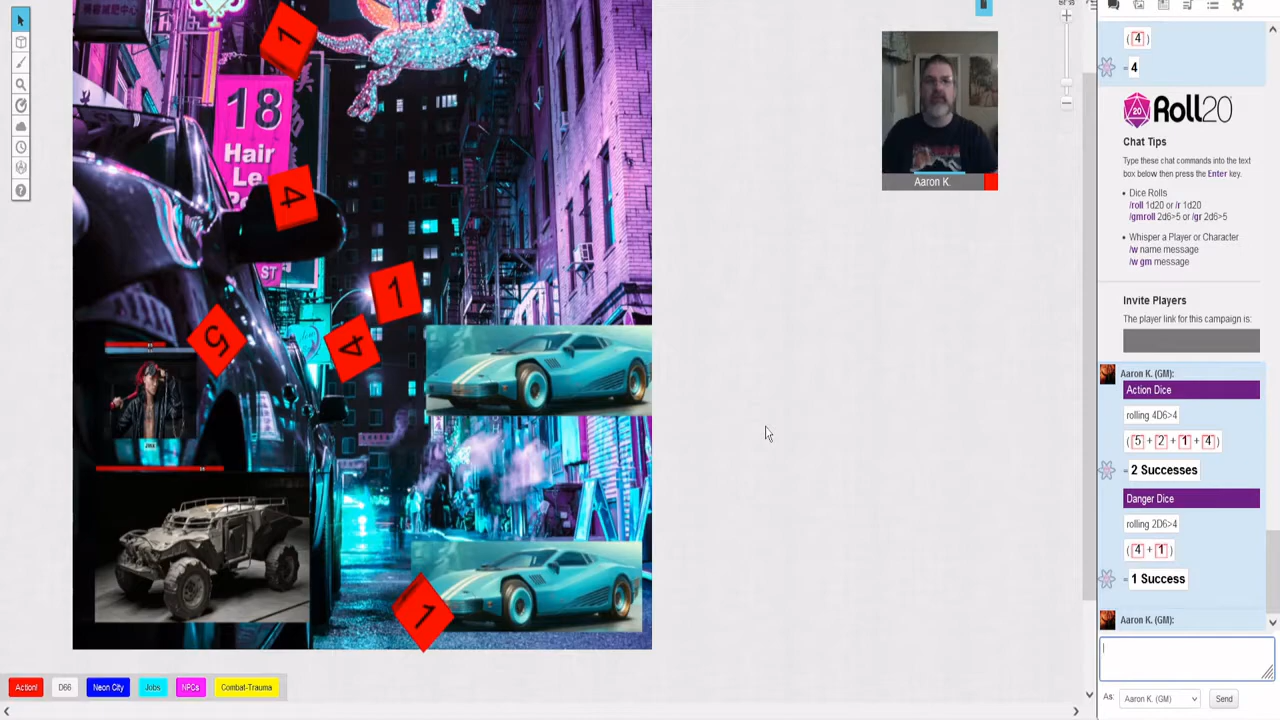 (4)
= 4
Roll20
Chat Tips
Type these chat commands into the text
box below then press the Enter key.
• Dice Rolls
/roll 1d20 or /r 1d20
/gmroll 2d6>5 or /gr 2d6>5
• Whisper a Player or Character
/w name message
/w gm message
Invite Players
The player link for this campaign is:
Aaron K. (GM):
Action Dice
rolling 4D6>4
(5+2+1+4)
= 2 Successes
Danger Dice
rolling 2D6>4
(4+1)
= 1 Success
Aaron K. (GM):
As:
Aaron K. (GM)
Send
Aaron K.
1
18
Hair
Le
4
ST
1
5
4
1
Action!
D66
Neon City
Jobs
NPCs
Combat-Trauma